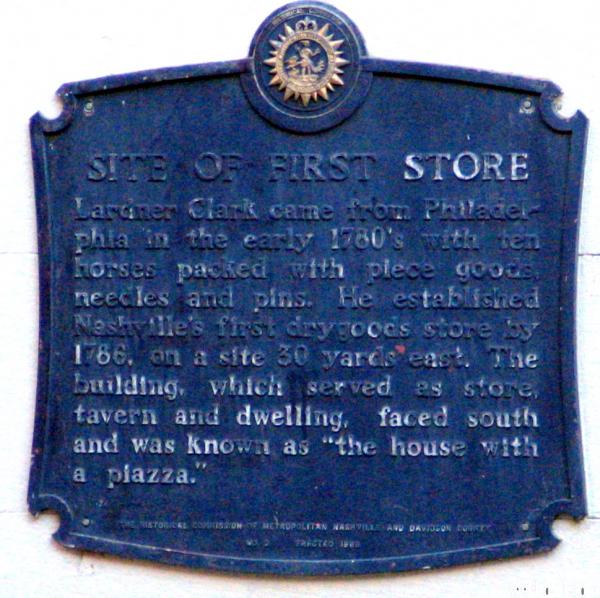 SITE OF FIRST STORE
Lardner Clark came from Philadel-
phia in the early 1780's with ten
horses packed with piece goods,
needles and pins. He established
Nashville's first drygoods store by
1786, on a site 30 yards east. The
building, which served as store,
tavern and dwelling, faced south
and was known as "the house with
a piazza."
THE HISTORICAL COMMISSION OF METROPOLITAN NASHVILLE AND DAVIDSON COUNTY
NO. ERECTED